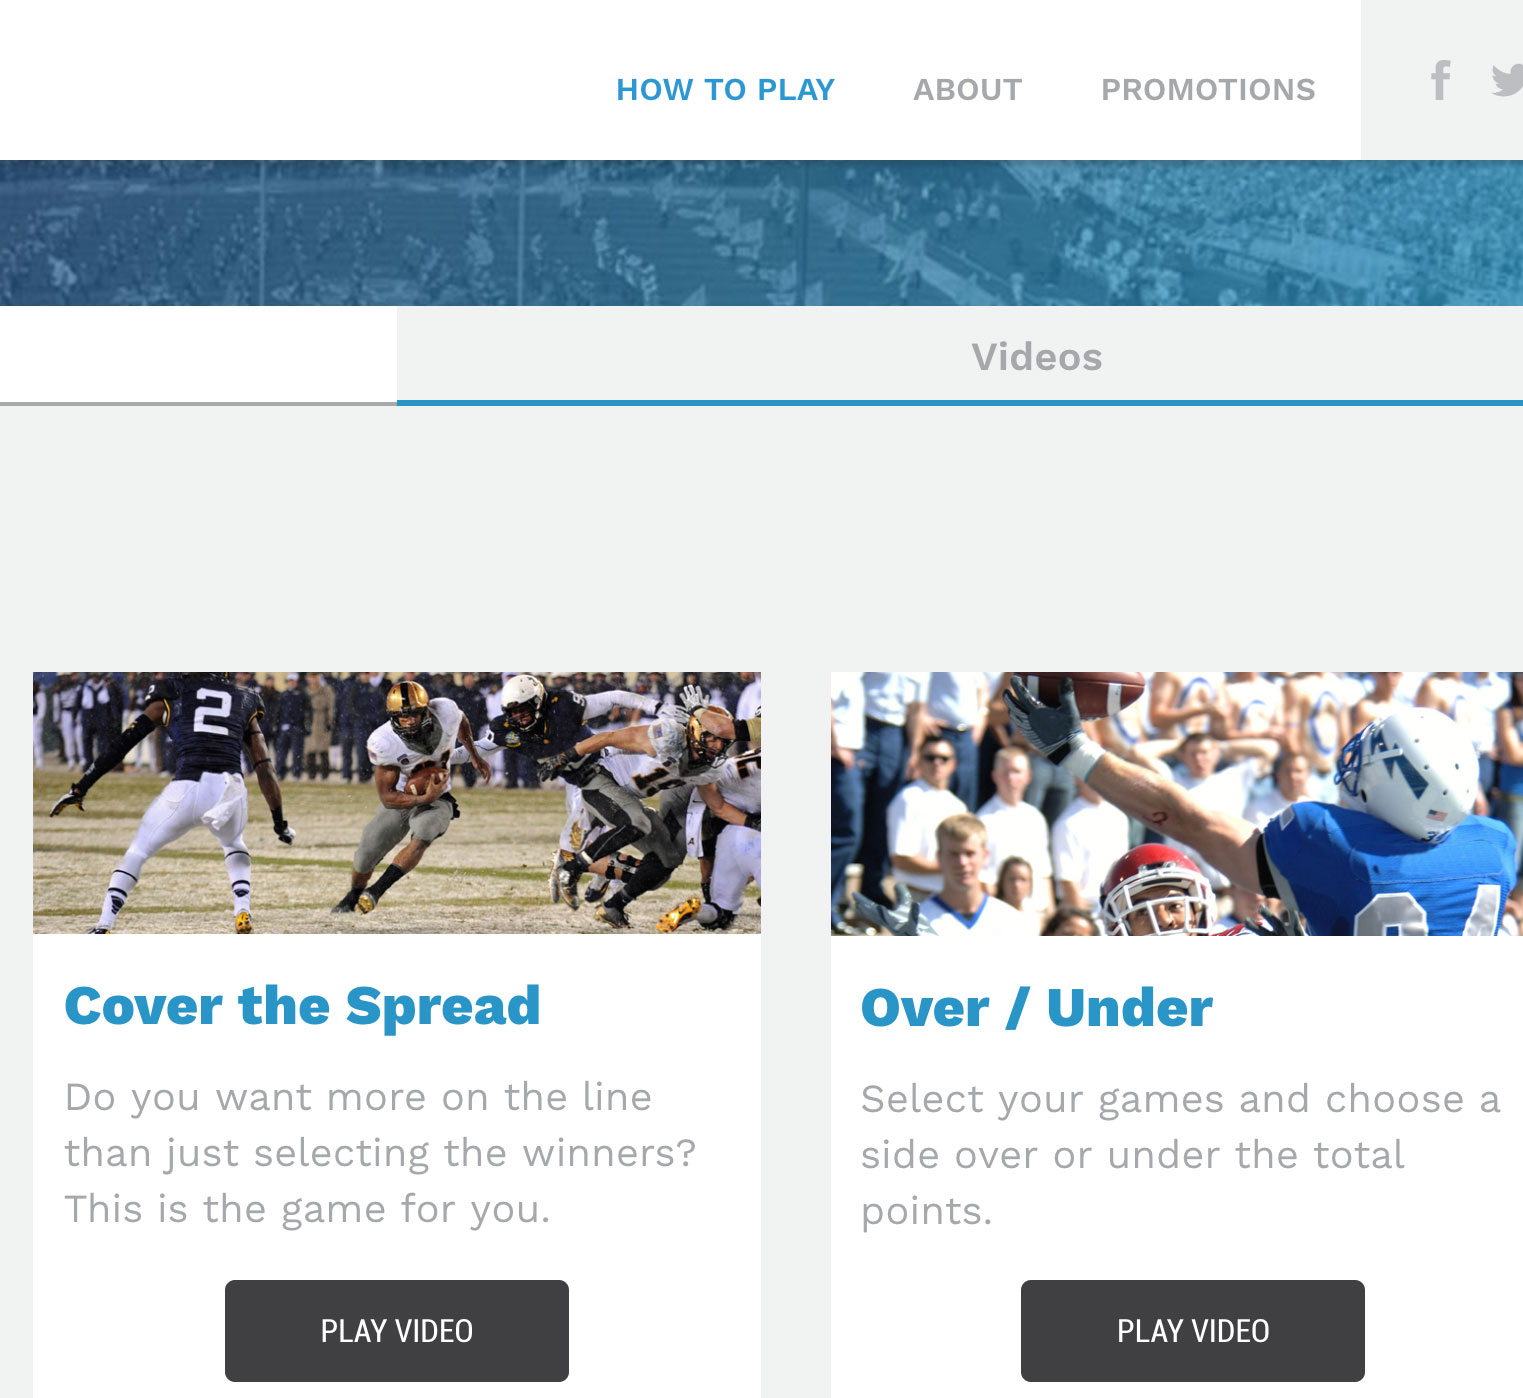 HOW TO PLAY ABOUT PROMOTIONS
Videos
2
Cover the Spread
Do you want more on the line
than just selecting the winners?
This is the game for you.
PLAY VIDEO
Over / Under
Select your games and choose a
side over or under the total
points.
PLAY VIDEO